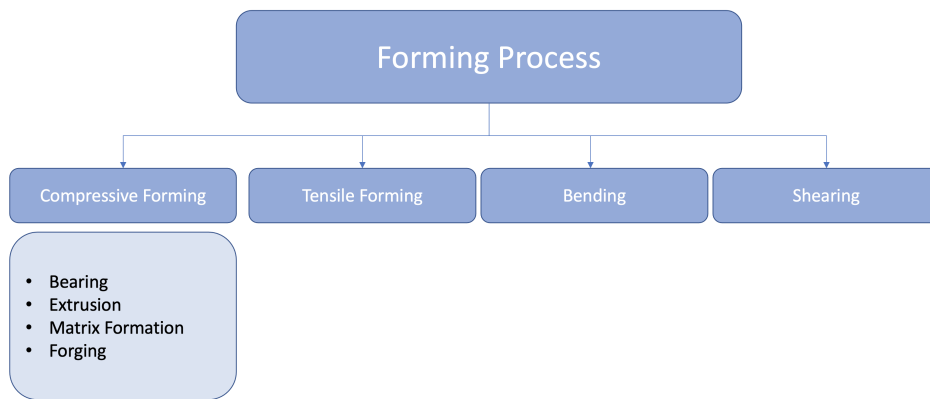 Forming Process
Compressive Forming
Tensile Forming
Bending
Shearing
• Bearing
• Extrusion
• Matrix Formation
• Forging